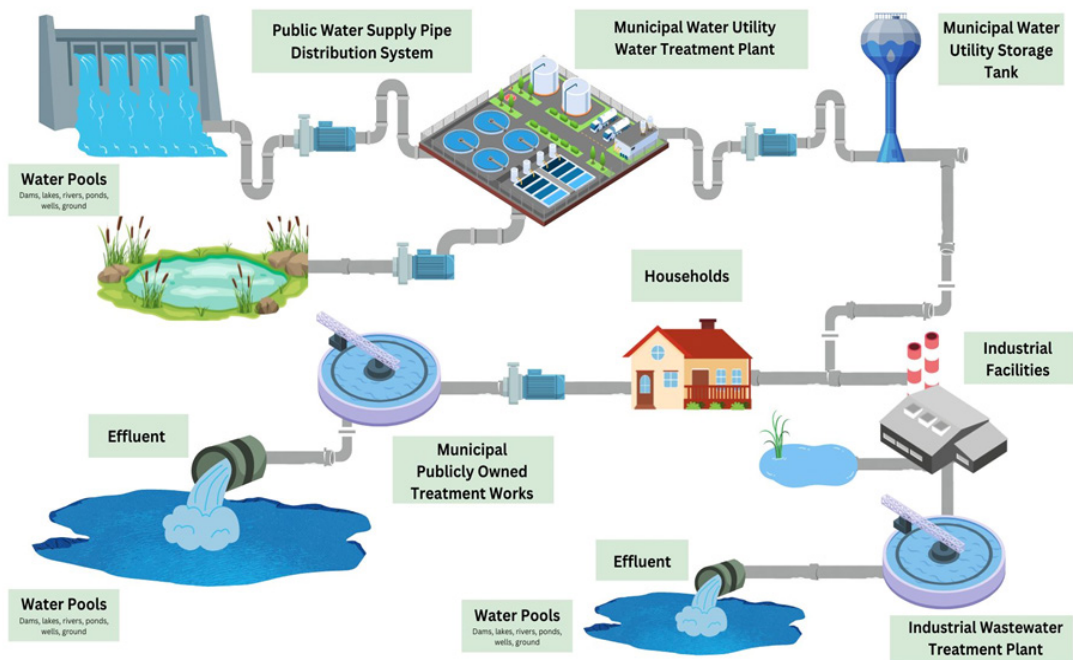 Public Water Supply Pipe
Distribution System
Municipal Water Utility
Water Treatment Plant
Municipal Water
Utility Storage
Tank
Water Pools
Dams, lakes, rivers, ponds,
wells, ground
Households
Industrial
Facilities
Effluent
Municipal
Publicly Owned
Treatment Works
Effluent
Water Pools
Dams, lakes, rivers, ponds,
wells, ground
Water Pools
Dams, lakes, rivers, ponds,
wells, ground
Industrial Wastewater
Treatment Plant